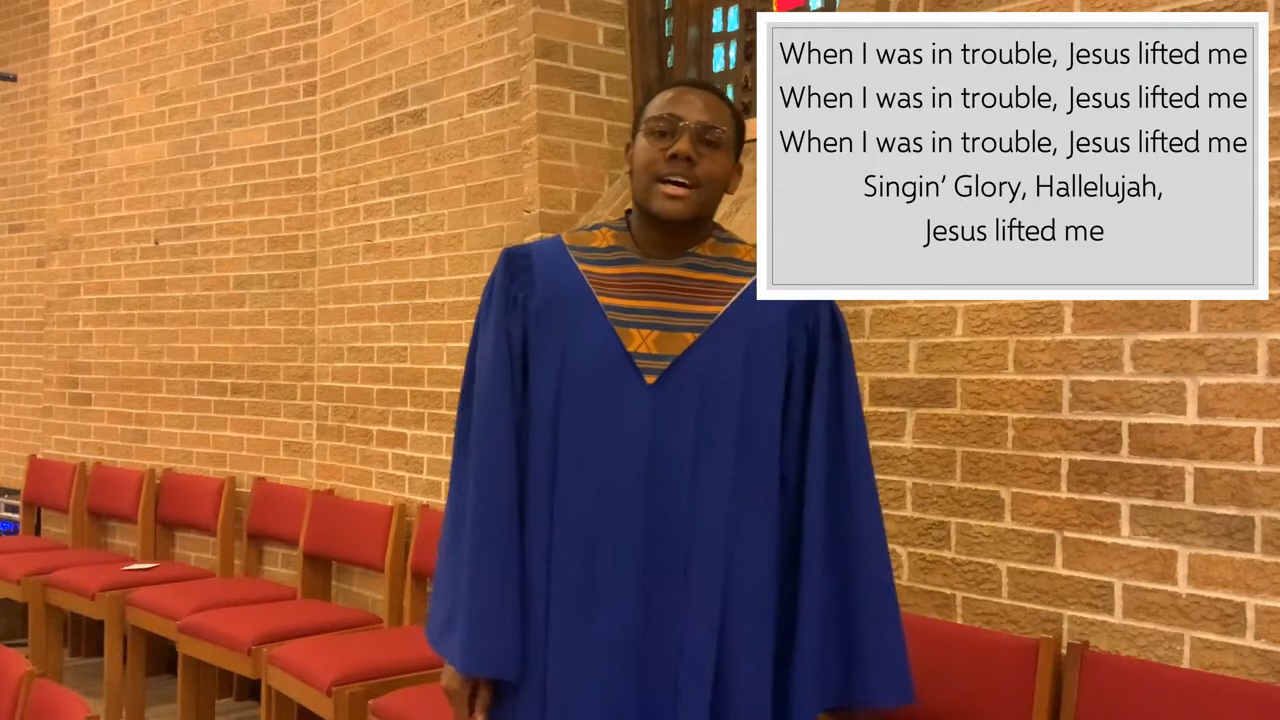 When I was in trouble, Jesus lifted me
When I was in trouble, Jesus lifted me
When I was in trouble, Jesus lifted me
Singin’ Glory, Hallelujah,
Jesus lifted me